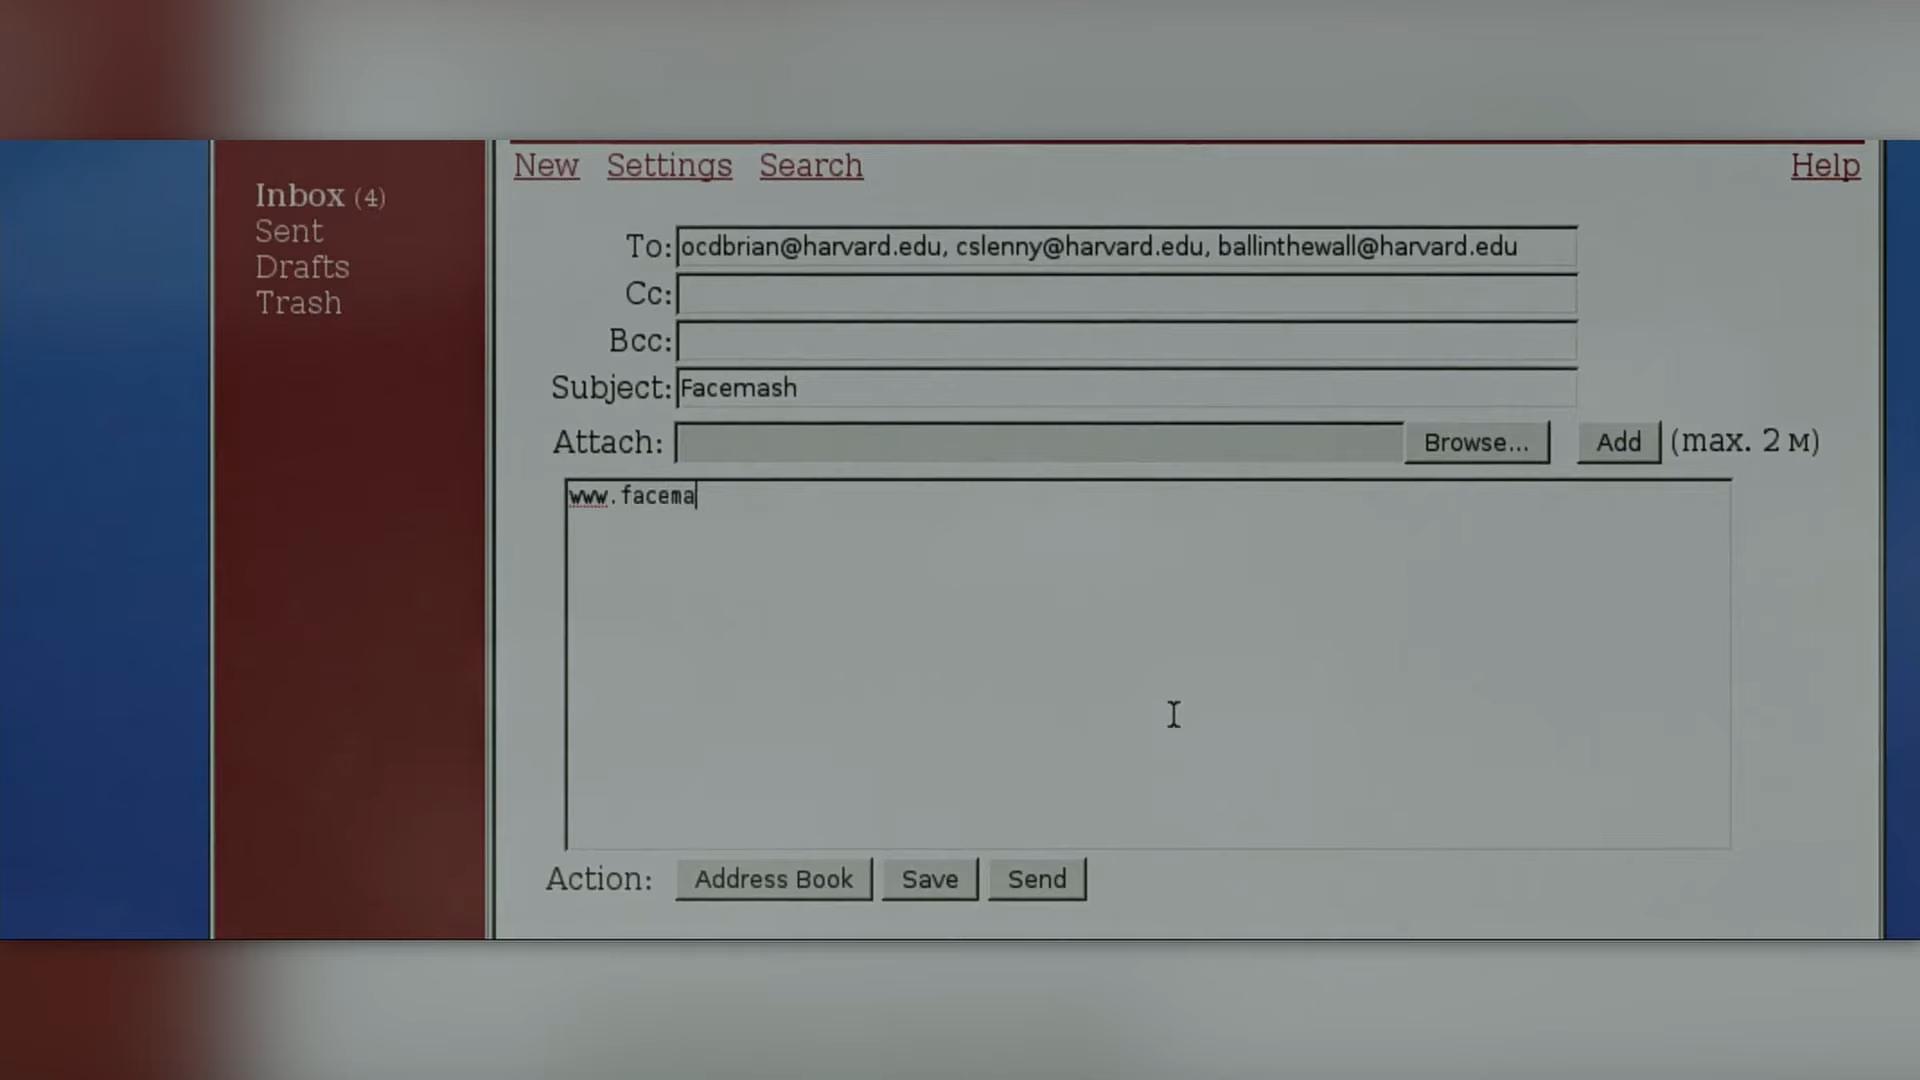 New Settings Search Help
Inbox (4)
Sent
Drafts
Trash
To: ocdbrian@harvard.edu, cslenny@harvard.edu, ballinthewall@harvard.edu
Cc:
Bcc:
Subject: Facemash
Attach: Browse... Add (max. 2 M)
www.facema
Action: Address Book Save Send